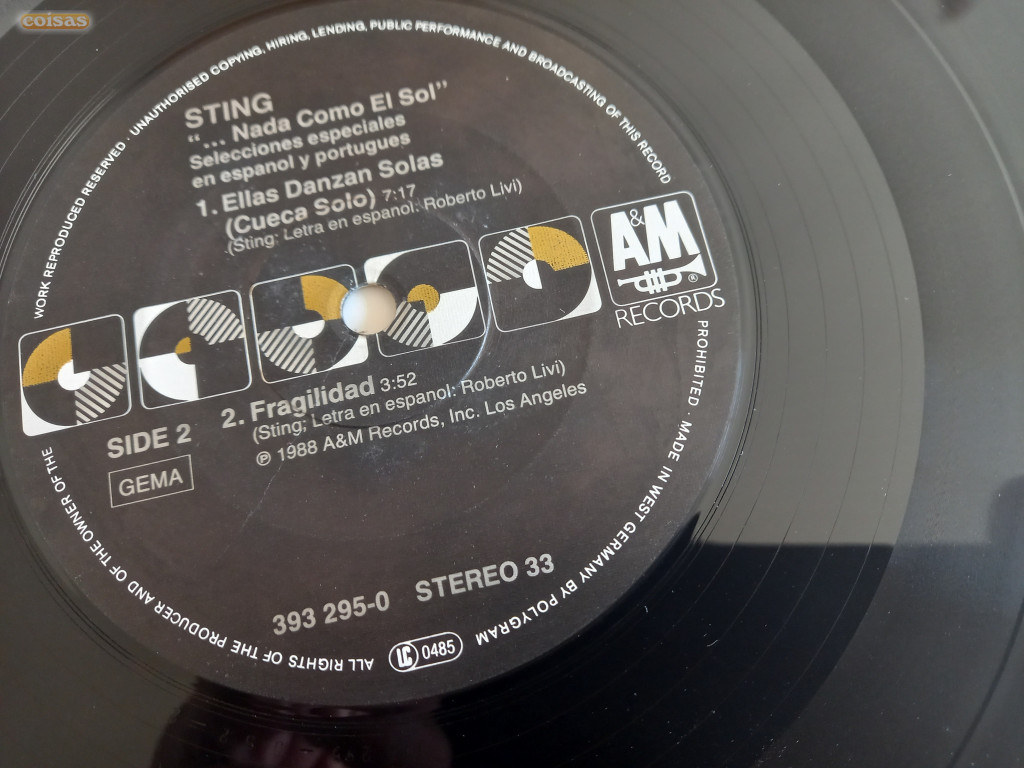 coisas
WORK REPRODUCED RESERVED · UNAUTHORISED COPYING, HIRING, LENDING, PUBLIC PERFORMANCE AND BROADCASTING OF THIS RECORD
PROHIBITED · MADE IN WEST GERMANY BY POLYGRAM
LC 0485
ALL RIGHTS OF THE PRODUCER AND OF THE OWNER OF THE
STING
"... Nada Como El Sol"
Selecciones especiales
en espanol y portugues
1. Ellas Danzan Solas
(Cueca Solo) 7:17
(Sting; Letra en espanol: Roberto Livi)
A&M
®
RECORDS
2. Fragilidad 3:52
(Sting; Letra en espanol: Roberto Livi)
℗ 1988 A&M Records, Inc. Los Angeles
SIDE 2
GEMA
393 295-0 STEREO 33